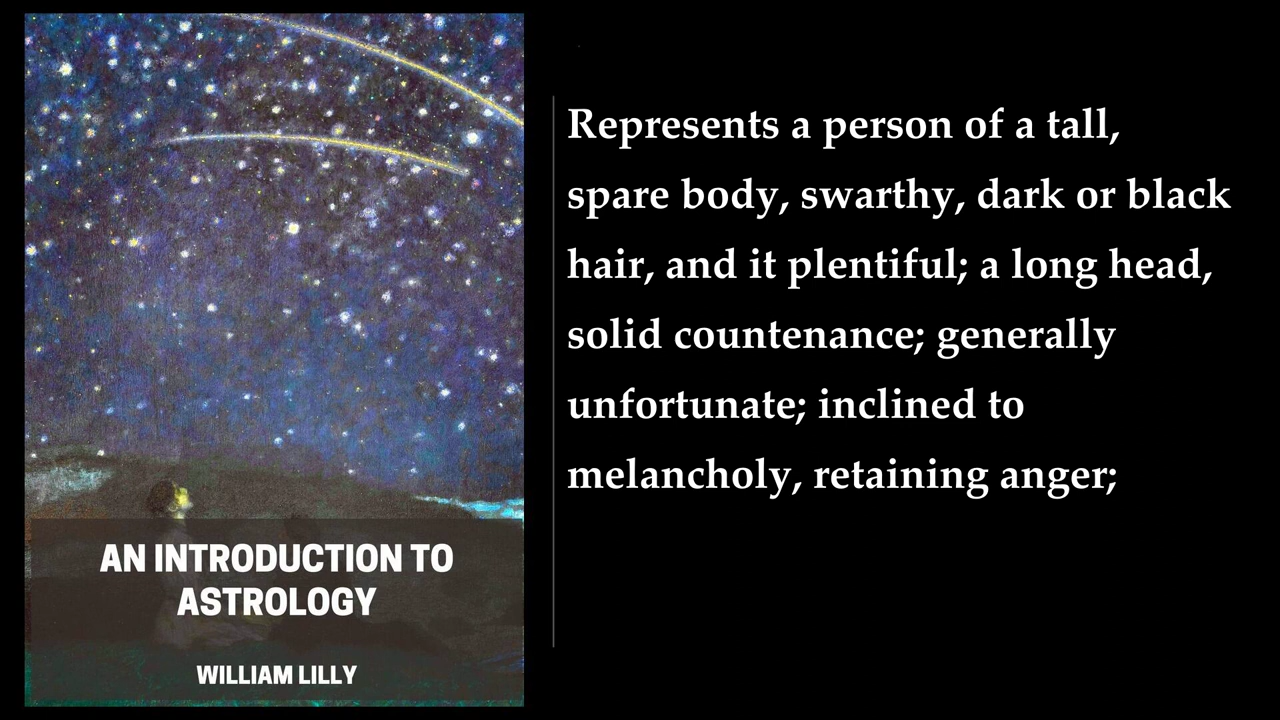 AN INTRODUCTION TO
ASTROLOGY
WILLIAM LILLY
Represents a person of a tall,
spare body, swarthy, dark or black
hair, and it plentiful; a long head,
solid countenance; generally
unfortunate; inclined to
melancholy, retaining anger;